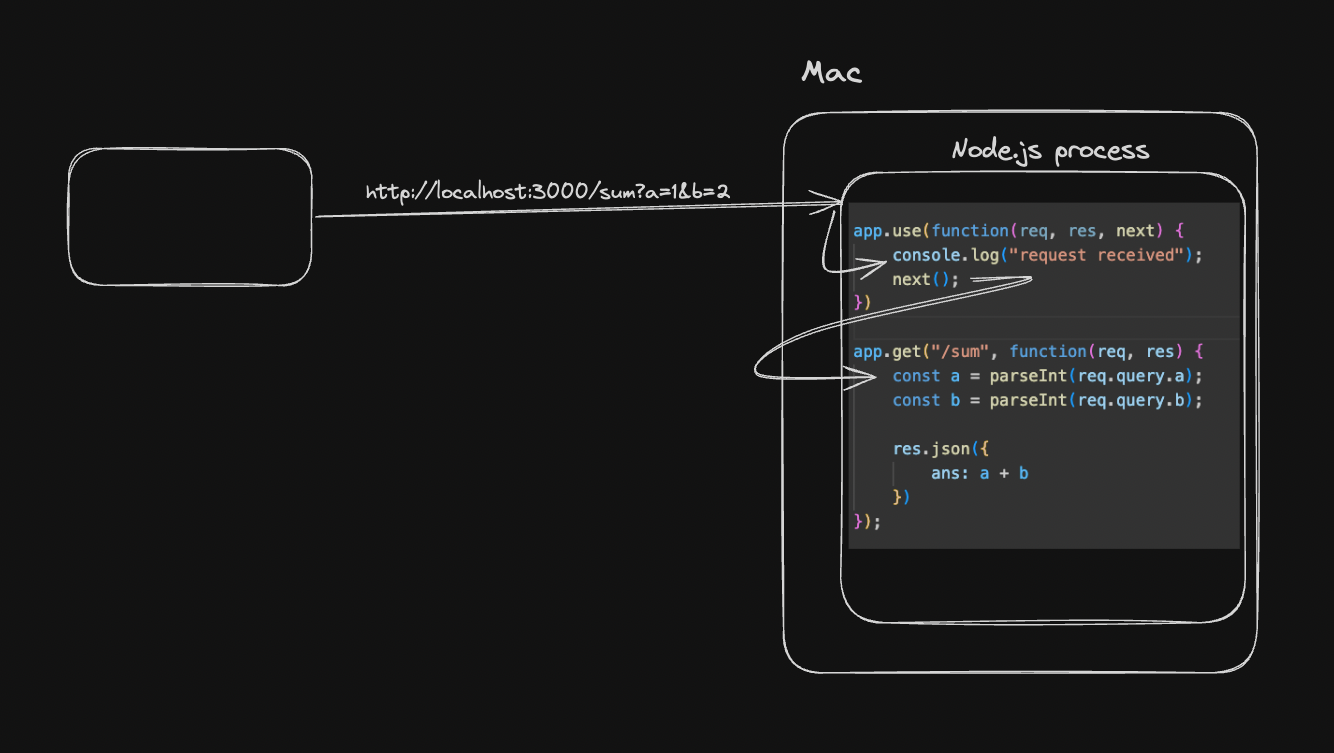 Mac
Node.js process
http://localhost:3000/sum?a=1&b=2
app.use(function(req, res, next) {
    console.log("request received");
    next();
})
app.get("/sum", function(req, res) {
    const a = parseInt(req.query.a);
    const b = parseInt(req.query.b);
    res.json({
        ans: a + b
    })
});